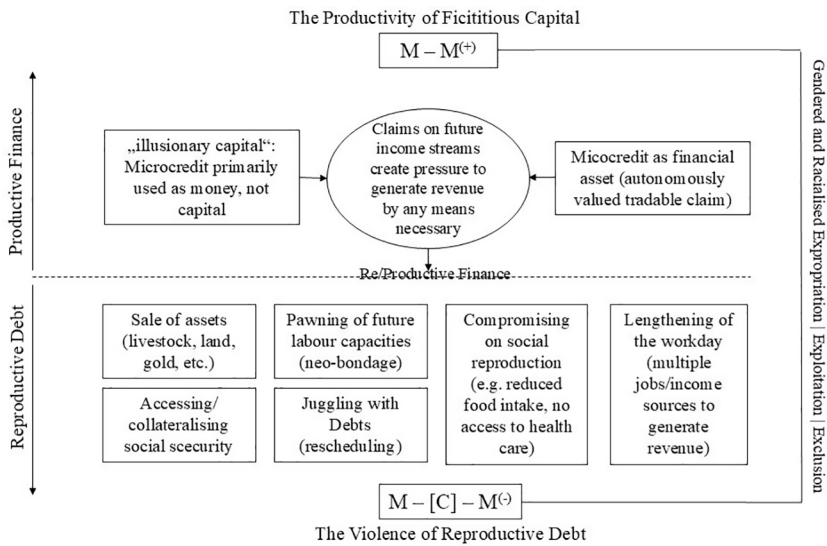 The Productivity of Ficititious Capital
M – M(+)
Productive Finance
„illusionary capital“:
Microcredit primarily
used as money, not
capital
Claims on future
income streams
create pressure to
generate revenue
by any means
necessary
Micocredit as financial
asset (autonomously
valued tradable claim)
Gendered and Racialised Expropriation | Exploitation | Exclusion
Re/Productive Finance
Reproductive Debt
Sale of assets
(livestock, land,
gold, etc.)
Accessing/
collateralising
social scecurity
Pawning of future
labour capacities
(neo-bondage)
Juggling with
Debts
(rescheduling)
Compromising
on social
reproduction
(e.g. reduced
food intake, no
access to health
care)
Lengthening of
the workday
(multiple
jobs/income
sources to
generate
revenue)
M – [C] – M(-)
The Violence of Reproductive Debt